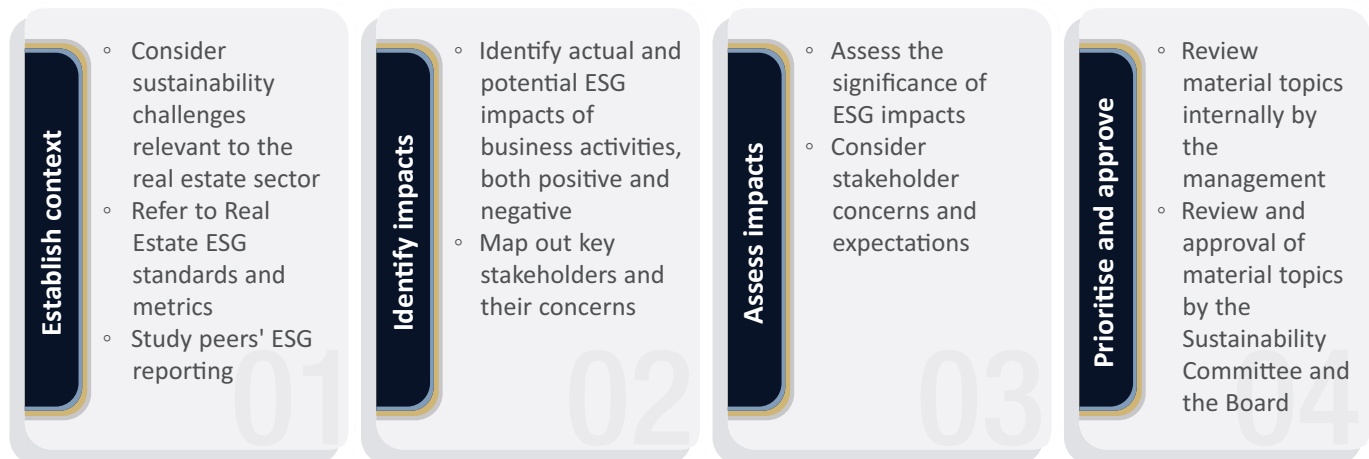 Establish context
◦ Consider
sustainability
challenges
relevant to the
real estate sector
◦ Refer to Real
Estate ESG
standards and
metrics
◦ Study peers' ESG
reporting
01
Identify impacts
◦ Identify actual and
potential ESG
impacts of
business activities,
both positive and
negative
◦ Map out key
stakeholders and
their concerns
02
Assess impacts
◦ Assess the
significance of
ESG impacts
◦ Consider
stakeholder
concerns and
expectations
03
Prioritise and approve
◦ Review
material topics
internally by
the
management
◦ Review and
approval of
material topics
by the
Sustainability
Committee and
the Board
04